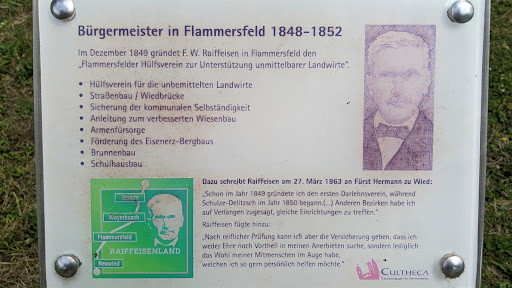 Bürgermeister in Flammersfeld 1848-1852
Im Dezember 1849 gründet F. W. Raiffeisen in Flammersfeld den
„Flammersfelder Hülfsverein zur Unterstützung unmittelbarer Landwirte".
• Hülfsverein für die unbemittelten Landwirte
• Straßenbau / Wiedbrücke
• Sicherung der kommunalen Selbständigkeit
• Anleitung zum verbesserten Wiesenbau
• Armenfürsorge
• Förderung des Eisenerz-Bergbaus
• Brunnenbau
• Schulhausbau
Hamm
Weyerbusch
Flammersfeld
RAIFFEISENLAND
Neuwied
Dazu schreibt Raiffeisen am 27. März 1863 an Fürst Hermann zu Wied:
„Schon im Jahr 1849 gründete ich den ersten Darlehnsverein, während
Schulze-Delitzsch im Jahr 1850 begann.(...) Anderen Bezirken habe ich
auf Verlangen zugesagt, gleiche Einrichtungen zu treffen."
Raiffeisen fügte hinzu:
„Nach reiflicher Prüfung kann ich aber die Versicherung geben, dass ich
weder Ehre noch Vortheil in meinen Anerbieten suche, sondern lediglich
das Wohl meiner Mitmenschen im Auge habe,
welchen ich so gern persönlich helfen möchte."
CULTHECA